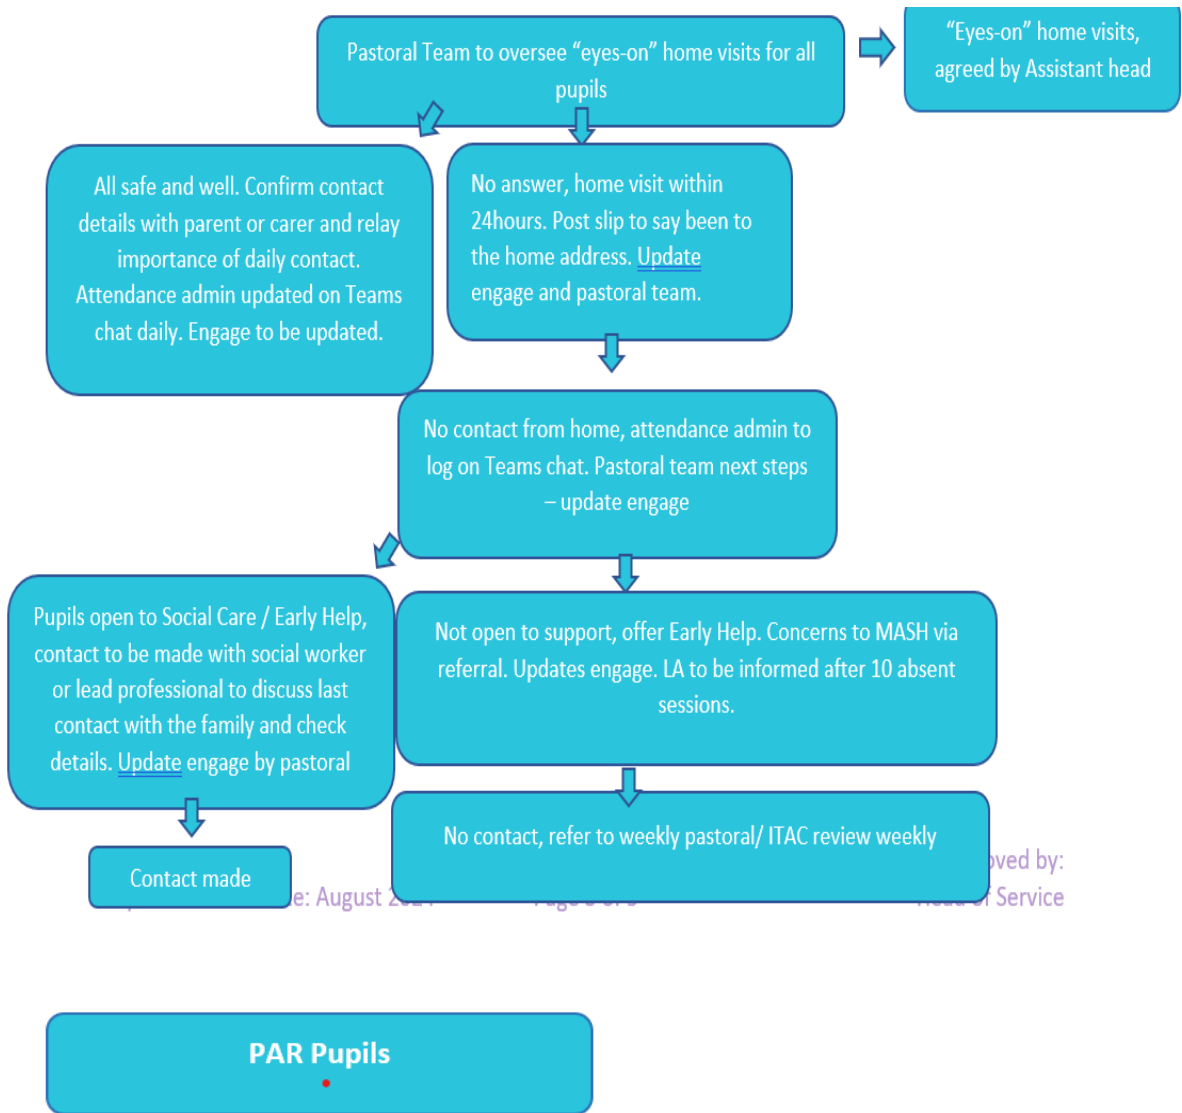 Pastoral Team to oversee “eyes-on” home visits for all
pupils
“Eyes-on” home visits,
agreed by Assistant head
All safe and well. Confirm contact
details with parent or carer and relay
importance of daily contact.
Attendance admin updated on Teams
chat daily. Engage to be updated.
No answer, home visit within
24hours. Post slip to say been to
the home address. Update
engage and pastoral team.
No contact from home, attendance admin to
log on Teams chat. Pastoral team next steps
– update engage
Pupils open to Social Care / Early Help,
contact to be made with social worker
or lead professional to discuss last
contact with the family and check
details. Update engage by pastoral
Not open to support, offer Early Help. Concerns to MASH via
referral. Updates engage. LA to be informed after 10 absent
sessions.
No contact, refer to weekly pastoral/ ITAC review weekly
Contact made
by:
August
of Service
PAR Pupils